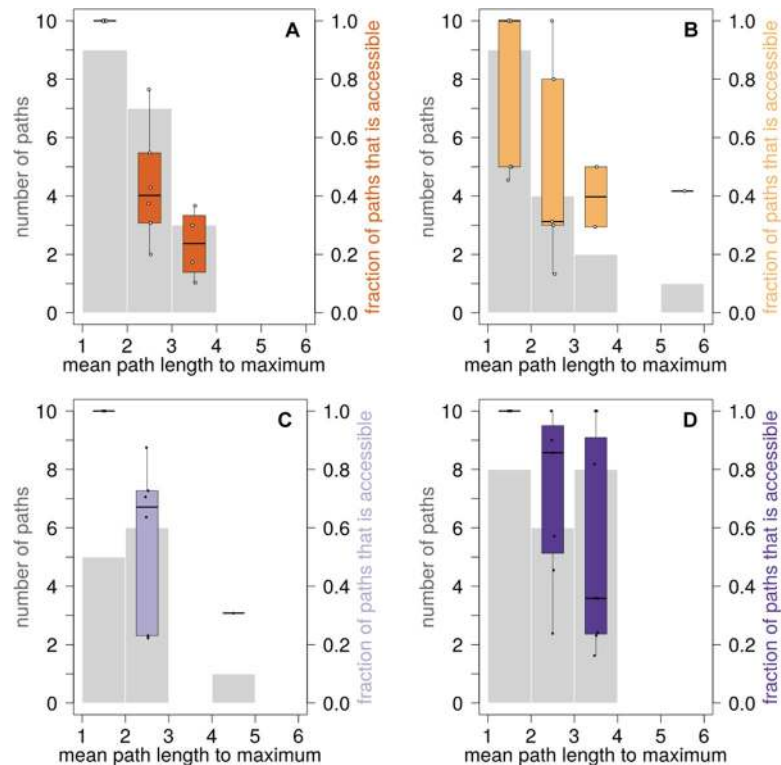 A
number of paths
10
8
6
4
2
0
1.0
0.8
0.6
0.4
0.2
0.0
fraction of paths that is accessible
1 2 3 4 5 6
mean path length to maximum
B
number of paths
10
8
6
4
2
0
1.0
0.8
0.6
0.4
0.2
0.0
fraction of paths that is accessible
1 2 3 4 5 6
mean path length to maximum
C
number of paths
10
8
6
4
2
0
1.0
0.8
0.6
0.4
0.2
0.0
fraction of paths that is accessible
1 2 3 4 5 6
mean path length to maximum
D
number of paths
10
8
6
4
2
0
1.0
0.8
0.6
0.4
0.2
0.0
fraction of paths that is accessible
1 2 3 4 5 6
mean path length to maximum